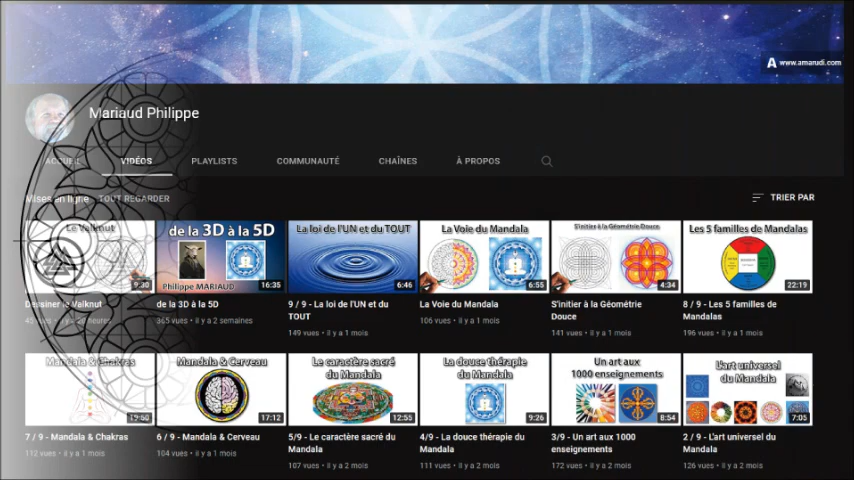 A www.amarudi.com
Mariaud Philippe
ACCUEIL VIDÉOS PLAYLISTS COMMUNAUTÉ CHAÎNES À PROPOS
Mises en ligne TOUT REGARDER TRIER PAR
Le Valknut
9:30
de la 3D à la 5D
Philippe MARIAUD
16:35
La loi de l'UN et du TOUT
6:46
La Voie du Mandala
6:55
S'initier à la Géométrie Douce
4:34
Les 5 familles de Mandalas
22:19
Dessiner le Valknut
de la 3D à la 5D
365 vues • il y a 2 semaines
9 / 9 - La loi de l'UN et du
TOUT
149 vues • il y a 1 mois
La Voie du Mandala
106 vues • il y a 1 mois
S'initier à la Géométrie
Douce
141 vues • il y a 1 mois
8 / 9 - Les 5 familles de
Mandalas
196 vues • il y a 1 mois
Mandala & Chakras
19:50
Mandala & Cerveau
17:12
Le caractère sacré
du Mandala
12:55
La douce thérapie
du Mandala
9:26
Un art aux
1000 enseignements
8:54
L'art universel
du Mandala
7:05
7 / 9 - Mandala & Chakras
112 vues • il y a 1 mois
6 / 9 - Mandala & Cerveau
104 vues • il y a 1 mois
5/9 - Le caractère sacré du
Mandala
107 vues • il y a 2 mois
4/9 - La douce thérapie du
Mandala
111 vues • il y a 2 mois
3/9 - Un art aux 1000
enseignements
172 vues • il y a 2 mois
2 / 9 - L'art universel du
Mandala
126 vues • il y a 2 mois